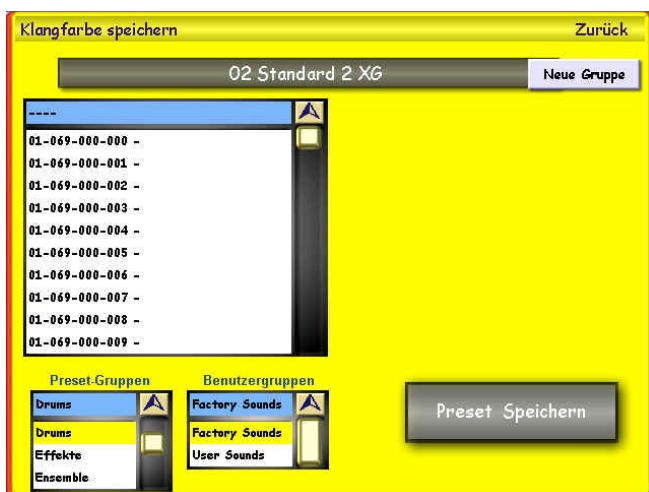 Klangfarbe speichern
Zurück
02 Standard 2 XG
Neue Gruppe
----
01-069-000-000 -
01-069-000-001 -
01-069-000-002 -
01-069-000-003 -
01-069-000-004 -
01-069-000-005 -
01-069-000-006 -
01-069-000-007 -
01-069-000-008 -
01-069-000-009 -
Preset-Gruppen
Drums
Drums
Effekte
Ensemble
Benutzergruppen
Factory Sounds
Factory Sounds
User Sounds
Preset Speichern